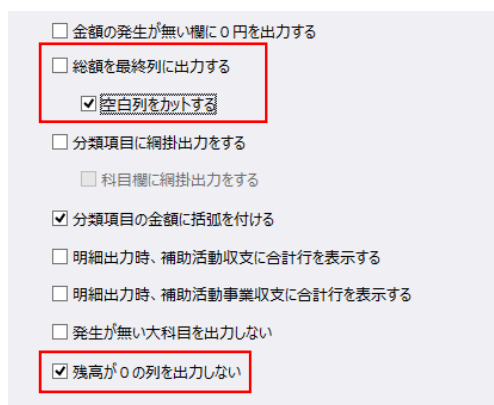 金額の発生が無い欄に０円を出力する
総額を最終列に出力する
空白列をカットする
分類項目に網掛出力をする
科目欄に網掛出力をする
分類項目の金額に括弧を付ける
明細出力時、補助活動収支に合計行を表示する
明細出力時、補助活動事業収支に合計行を表示する
発生が無い大科目を出力しない
残高が０の列を出力しない